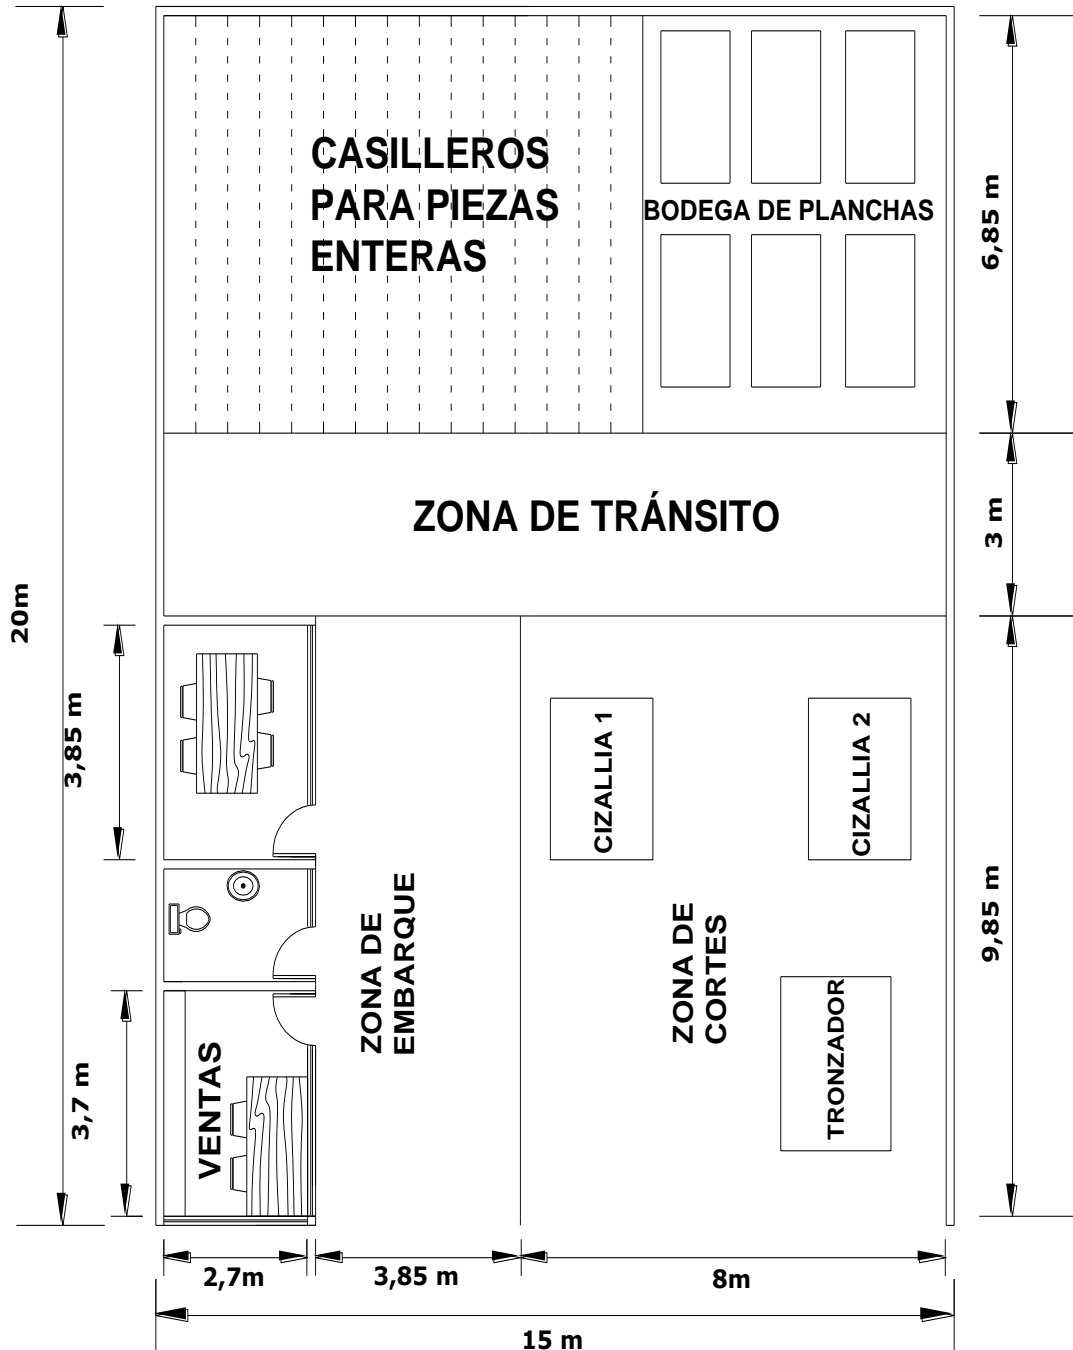 CASILLEROS
PARA PIEZAS
ENTERAS
BODEGA DE PLANCHAS
6,85 m
ZONA DE TRÁNSITO
3 m
20m
3,85 m
CIZALLIA 1
CIZALLIA 2
ZONA DE
EMBARQUE
ZONA DE
CORTES
9,85 m
TRONZADOR
VENTAS
3,7 m
2,7m
3,85 m
8m
15 m